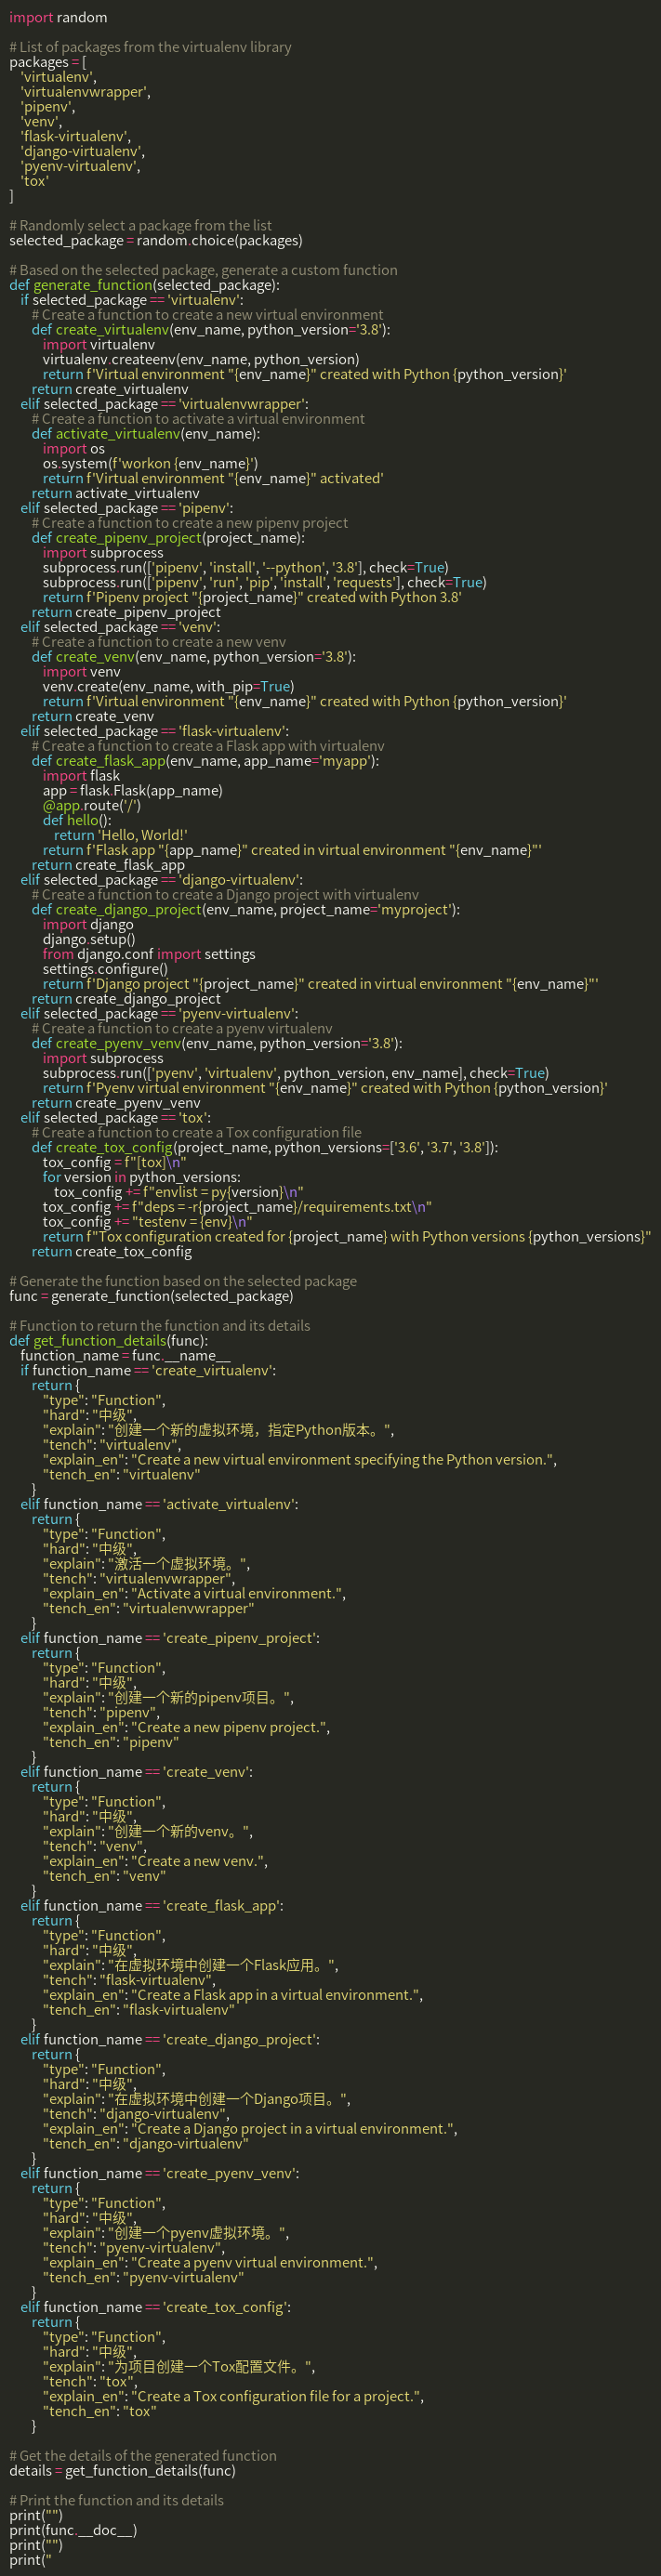 import random

# List of packages from the virtualenv library
packages = [
    'virtualenv',
    'virtualenvwrapper',
    'pipenv',
    'venv',
    'flask-virtualenv',
    'django-virtualenv',
    'pyenv-virtualenv',
    'tox'
]

# Randomly select a package from the list
selected_package = random.choice(packages)

# Based on the selected package, generate a custom function
def generate_function(selected_package):
    if selected_package == 'virtualenv':
        # Create a function to create a new virtual environment
        def create_virtualenv(env_name, python_version='3.8'):
            import virtualenv
            virtualenv.createenv(env_name, python_version)
            return f'Virtual environment "{env_name}" created with Python {python_version}'
        return create_virtualenv
    elif selected_package == 'virtualenvwrapper':
        # Create a function to activate a virtual environment
        def activate_virtualenv(env_name):
            import os
            os.system(f'workon {env_name}')
            return f'Virtual environment "{env_name}" activated'
        return activate_virtualenv
    elif selected_package == 'pipenv':
        # Create a function to create a new pipenv project
        def create_pipenv_project(project_name):
            import subprocess
            subprocess.run(['pipenv', 'install', '--python', '3.8'], check=True)
            subprocess.run(['pipenv', 'run', 'pip', 'install', 'requests'], check=True)
            return f'Pipenv project "{project_name}" created with Python 3.8'
        return create_pipenv_project
    elif selected_package == 'venv':
        # Create a function to create a new venv
        def create_venv(env_name, python_version='3.8'):
            import venv
            venv.create(env_name, with_pip=True)
            return f'Virtual environment "{env_name}" created with Python {python_version}'
        return create_venv
    elif selected_package == 'flask-virtualenv':
        # Create a function to create a Flask app with virtualenv
        def create_flask_app(env_name, app_name='myapp'):
            import flask
            app = flask.Flask(app_name)
            @app.route('/')
            def hello():
                return 'Hello, World!'
            return f'Flask app "{app_name}" created in virtual environment "{env_name}"'
        return create_flask_app
    elif selected_package == 'django-virtualenv':
        # Create a function to create a Django project with virtualenv
        def create_django_project(env_name, project_name='myproject'):
            import django
            django.setup()
            from django.conf import settings
            settings.configure()
            return f'Django project "{project_name}" created in virtual environment "{env_name}"'
        return create_django_project
    elif selected_package == 'pyenv-virtualenv':
        # Create a function to create a pyenv virtualenv
        def create_pyenv_venv(env_name, python_version='3.8'):
            import subprocess
            subprocess.run(['pyenv', 'virtualenv', python_version, env_name], check=True)
            return f'Pyenv virtual environment "{env_name}" created with Python {python_version}'
        return create_pyenv_venv
    elif selected_package == 'tox':
        # Create a function to create a Tox configuration file
        def create_tox_config(project_name, python_versions=['3.6', '3.7', '3.8']):
            tox_config = f"[tox]\n"
            for version in python_versions:
                tox_config += f"envlist = py{version}\n"
            tox_config += f"deps = -r{project_name}/requirements.txt\n"
            tox_config += "testenv = {env}\n"
            return f"Tox configuration created for {project_name} with Python versions {python_versions}"
        return create_tox_config

# Generate the function based on the selected package
func = generate_function(selected_package)

# Function to return the function and its details
def get_function_details(func):
    function_name = func.__name__
    if function_name == 'create_virtualenv':
        return {
            "type": "Function",
            "hard": "中级",
            "explain": "创建一个新的虚拟环境，指定Python版本。",
            "tench": "virtualenv",
            "explain_en": "Create a new virtual environment specifying the Python version.",
            "tench_en": "virtualenv"
        }
    elif function_name == 'activate_virtualenv':
        return {
            "type": "Function",
            "hard": "中级",
            "explain": "激活一个虚拟环境。",
            "tench": "virtualenvwrapper",
            "explain_en": "Activate a virtual environment.",
            "tench_en": "virtualenvwrapper"
        }
    elif function_name == 'create_pipenv_project':
        return {
            "type": "Function",
            "hard": "中级",
            "explain": "创建一个新的pipenv项目。",
            "tench": "pipenv",
            "explain_en": "Create a new pipenv project.",
            "tench_en": "pipenv"
        }
    elif function_name == 'create_venv':
        return {
            "type": "Function",
            "hard": "中级",
            "explain": "创建一个新的venv。",
            "tench": "venv",
            "explain_en": "Create a new venv.",
            "tench_en": "venv"
        }
    elif function_name == 'create_flask_app':
        return {
            "type": "Function",
            "hard": "中级",
            "explain": "在虚拟环境中创建一个Flask应用。",
            "tench": "flask-virtualenv",
            "explain_en": "Create a Flask app in a virtual environment.",
            "tench_en": "flask-virtualenv"
        }
    elif function_name == 'create_django_project':
        return {
            "type": "Function",
            "hard": "中级",
            "explain": "在虚拟环境中创建一个Django项目。",
            "tench": "django-virtualenv",
            "explain_en": "Create a Django project in a virtual environment.",
            "tench_en": "django-virtualenv"
        }
    elif function_name == 'create_pyenv_venv':
        return {
            "type": "Function",
            "hard": "中级",
            "explain": "创建一个pyenv虚拟环境。",
            "tench": "pyenv-virtualenv",
            "explain_en": "Create a pyenv virtual environment.",
            "tench_en": "pyenv-virtualenv"
        }
    elif function_name == 'create_tox_config':
        return {
            "type": "Function",
            "hard": "中级",
            "explain": "为项目创建一个Tox配置文件。",
            "tench": "tox",
            "explain_en": "Create a Tox configuration file for a project.",
            "tench_en": "tox"
        }

# Get the details of the generated function
details = get_function_details(func)

# Print the function and its details
print("")
print(func.__doc__)
print("")
print("